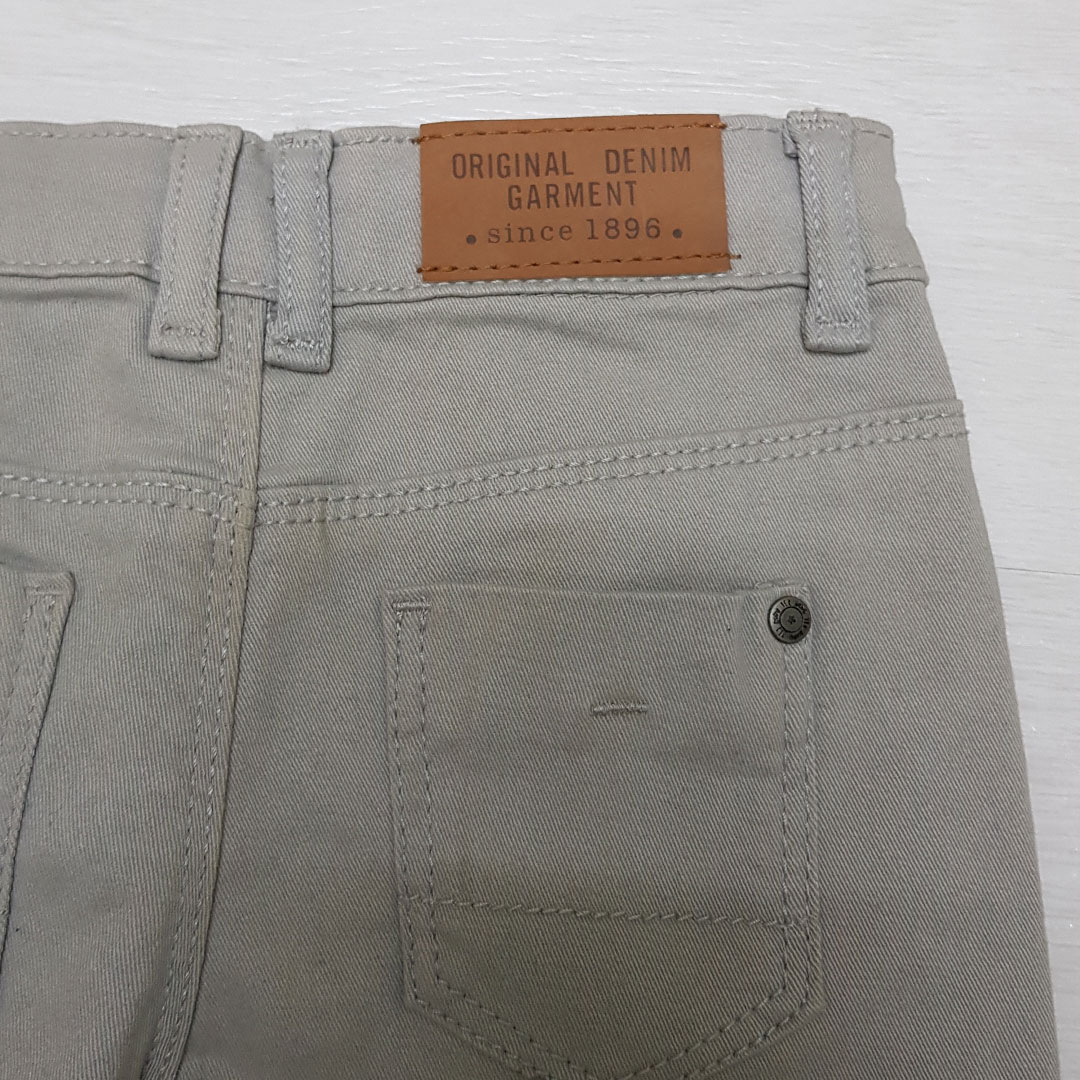 ORIGINAL DENIM
GARMENT
• since 1896 •